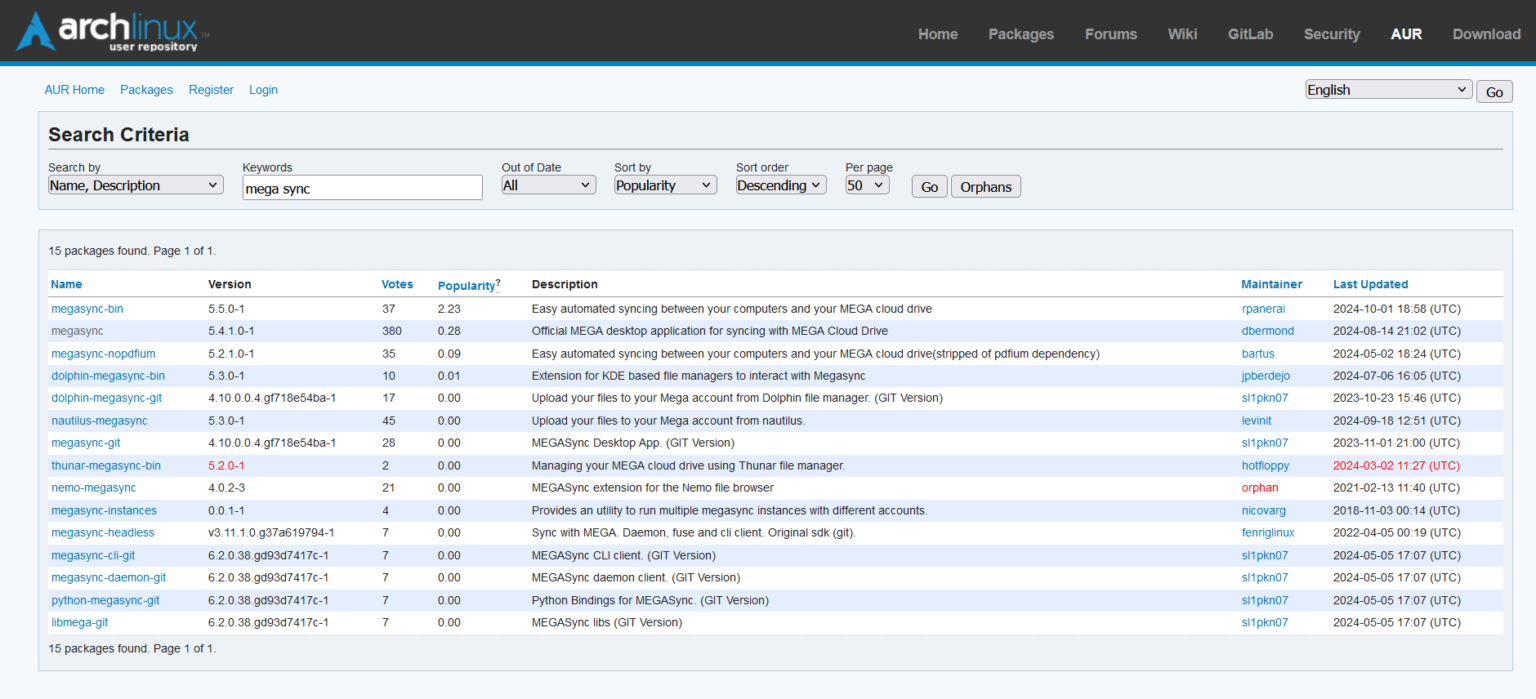 archlinux™
user repository
Home Packages Forums Wiki GitLab Security AUR Download
AUR Home Packages Register Login
English Go
Search Criteria
Search by Keywords Out of Date Sort by Sort order Per page
Name, Description mega sync All Popularity Descending 50 Go Orphans
15 packages found. Page 1 of 1.
Name Version Votes Popularity? Description Maintainer Last Updated
megasync-bin 5.5.0-1 37 2.23 Easy automated syncing between your computers and your MEGA cloud drive rpanerai 2024-10-01 18:58 (UTC)
megasync 5.4.1.0-1 380 0.28 Official MEGA desktop application for syncing with MEGA Cloud Drive dbermond 2024-08-14 21:02 (UTC)
megasync-nopdfium 5.2.1.0-1 35 0.09 Easy automated syncing between your computers and your MEGA cloud drive(stripped of pdfium dependency) bartus 2024-05-02 18:24 (UTC)
dolphin-megasync-bin 5.3.0-1 10 0.01 Extension for KDE based file managers to interact with Megasync jpberdejo 2024-07-06 16:05 (UTC)
dolphin-megasync-git 4.10.0.0.4.gf718e54ba-1 17 0.00 Upload your files to your Mega account from Dolphin file manager. (GIT Version) sl1pkn07 2023-10-23 15:46 (UTC)
nautilus-megasync 5.3.0-1 45 0.00 Upload your files to your Mega account from nautilus. levinit 2024-09-18 12:51 (UTC)
megasync-git 4.10.0.0.4.gf718e54ba-1 28 0.00 MEGASync Desktop App. (GIT Version) sl1pkn07 2023-11-01 21:00 (UTC)
thunar-megasync-bin 5.2.0-1 2 0.00 Managing your MEGA cloud drive using Thunar file manager. hotfloppy 2024-03-02 11:27 (UTC)
nemo-megasync 4.0.2-3 21 0.00 MEGASync extension for the Nemo file browser orphan 2021-02-13 11:40 (UTC)
megasync-instances 0.0.1-1 4 0.00 Provides an utility to run multiple megasync instances with different accounts. nicovarg 2018-11-03 00:14 (UTC)
megasync-headless v3.11.1.0.g37a619794-1 7 0.00 Sync with MEGA. Daemon, fuse and cli client. Original sdk (git). fenriglinux 2022-04-05 00:19 (UTC)
megasync-cli-git 6.2.0.38.gd93d7417c-1 7 0.00 MEGASync CLI client. (GIT Version) sl1pkn07 2024-05-05 17:07 (UTC)
megasync-daemon-git 6.2.0.38.gd93d7417c-1 7 0.00 MEGASync daemon client. (GIT Version) sl1pkn07 2024-05-05 17:07 (UTC)
python-megasync-git 6.2.0.38.gd93d7417c-1 7 0.00 Python Bindings for MEGASync. (GIT Version) sl1pkn07 2024-05-05 17:07 (UTC)
libmega-git 6.2.0.38.gd93d7417c-1 7 0.00 MEGASync libs (GIT Version) sl1pkn07 2024-05-05 17:07 (UTC)
15 packages found. Page 1 of 1.